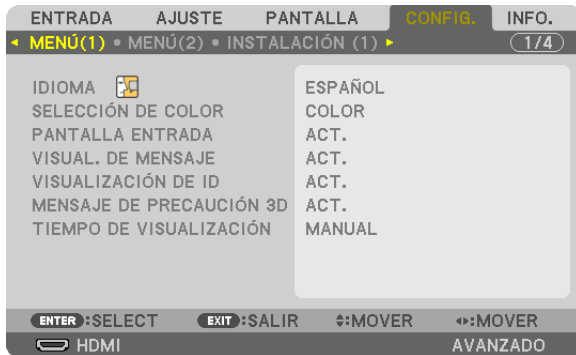 ENTRADA AJUSTE PANTALLA CONFIG. INFO.
MENÚ(1) • MENÚ(2) • INSTALACIÓN (1) 1/4
IDIOMA ESPAÑOL
SELECCIÓN DE COLOR COLOR
PANTALLA ENTRADA ACT.
VISUAL. DE MENSAJE ACT.
VISUALIZACIÓN DE ID ACT.
MENSAJE DE PRECAUCIÓN 3D ACT.
TIEMPO DE VISUALIZACIÓN MANUAL
ENTER :SELECT EXIT :SALIR :MOVER :MOVER
HDMI AVANZADO